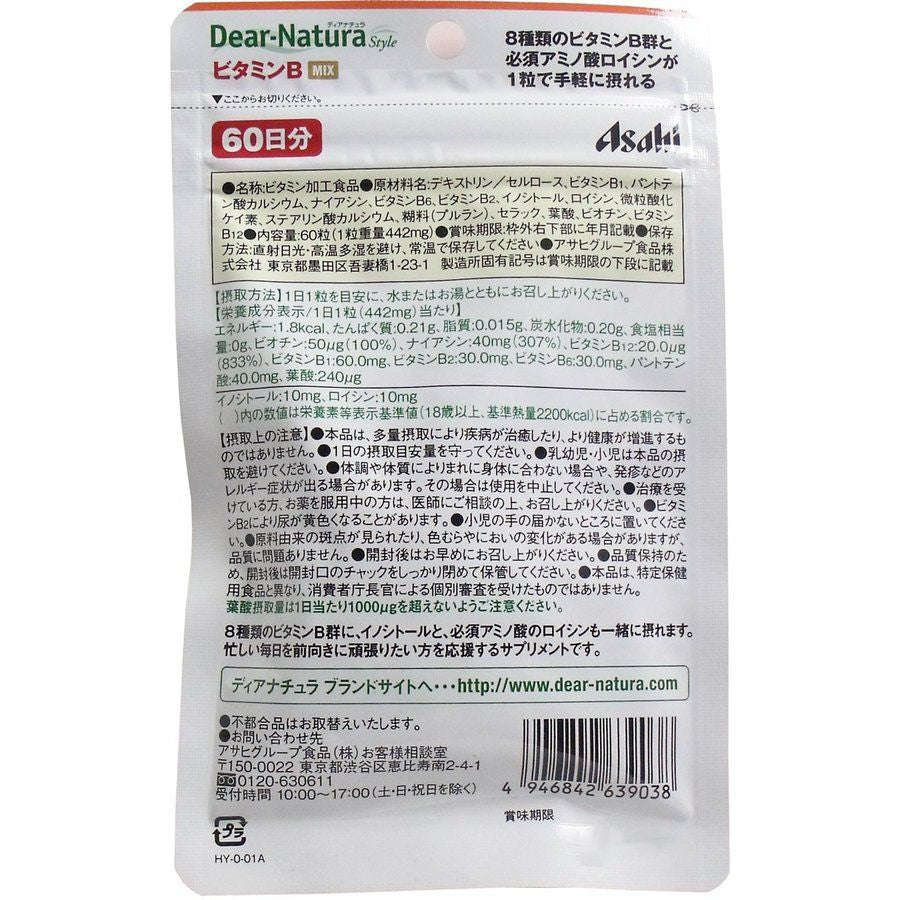 ディアナチュラ
Dear-Natura Style
ビタミンB MIX
8種類のビタミンB群と
必須アミノ酸ロイシンが
1粒で手軽に摂れる
▼ここからお切りください。
60日分
Asahi
●名称:ビタミン加工食品●原材料名:デキストリン/セルロース、ビタミンB1、パントテ
ン酸カルシウム、ナイアシン、ビタミンB6、ビタミンB2、イノシトール、ロイシン、微粒酸化
ケイ素、ステアリン酸カルシウム、糊料(プルラン)、セラック、葉酸、ビオチン、ビタミン
B12●内容量:60粒(1粒重量442mg)●賞味期限:枠外右下部に年月記載●保存
方法:直射日光・高温多湿を避け、常温で保存してください●アサヒグループ食品株
式会社 東京都墨田区吾妻橋1-23-1 製造所固有記号は賞味期限の下段に記載
【摂取方法】1日1粒を目安に、水またはお湯とともにお召し上がりください。
【栄養成分表示/1日1粒(442mg)当たり】
エネルギー:1.8kcal、たんぱく質:0.21g、脂質:0.015g、炭水化物:0.20g、食塩相当
量:0g、ビオチン:50μg(100%)、ナイアシン:40mg(307%)、ビタミンB12:20.0μg
(833%)、ビタミンB1:60.0mg、ビタミンB2:30.0mg、ビタミンB6:30.0mg、パントテン
酸:40.0mg、葉酸:240μg
イノシトール:10mg、ロイシン:10mg
( )内の数値は栄養素等表示基準値(18歳以上、基準熱量2200kcal)に占める割合です。
【摂取上の注意】●本品は、多量摂取により疾病が治癒したり、より健康が増進するも
のではありません。●1日の摂取目安量を守ってください。●乳幼児・小児は本品の摂
取を避けてください。●体調や体質によりまれに身体に合わない場合や、発疹などのア
レルギー症状が出る場合があります。その場合は使用を中止してください。●治療を受
けている方、お薬を服用中の方は、医師にご相談の上、お召し上がりください。●ビタミ
ンB2により尿が黄色くなることがあります。●小児の手の届かないところに置いてくださ
い。●原料由来の斑点が見られたり、色むらやにおいの変化がある場合がありますが、
品質に問題ありません。●開封後はお早めにお召し上がりください。●品質保持のた
め、開封後は開封口のチャックをしっかり閉めて保管してください。●本品は、特定保健
用食品と異なり、消費者庁長官による個別審査を受けたものではありません。
葉酸摂取量は1日当たり1000μgを超えないようご注意ください。
8種類のビタミンB群に、イノシトールと、必須アミノ酸のロイシンも一緒に摂れます。
忙しい毎日を前向きに頑張りたい方を応援するサプリメントです。
ディアナチュラ ブランドサイトへ・・・http://www.dear-natura.com
●不都合品はお取替えいたします。
●お問い合わせ先
アサヒグループ食品(株)お客様相談室
〒150-0022 東京都渋谷区恵比寿南2-4-1
0120-630611
受付時間 10:00〜17:00(土・日・祝日を除く)
4 946842 639038
賞味期限
プラ
HY-0-01A